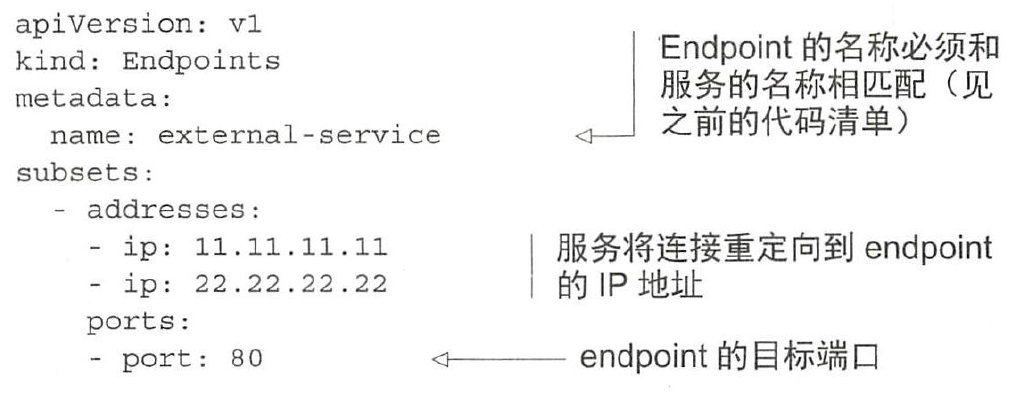 apiVersion: v1
kind: Endpoints
metadata:
  name: external-service
Endpoint 的名称必须和
服务的名称相匹配（见
之前的代码清单）
subsets:
  - addresses:
    - ip: 11.11.11.11
    - ip: 22.22.22.22
服务将连接重定向到 endpoint
的 IP 地址
    ports:
    - port: 80
endpoint 的目标端口